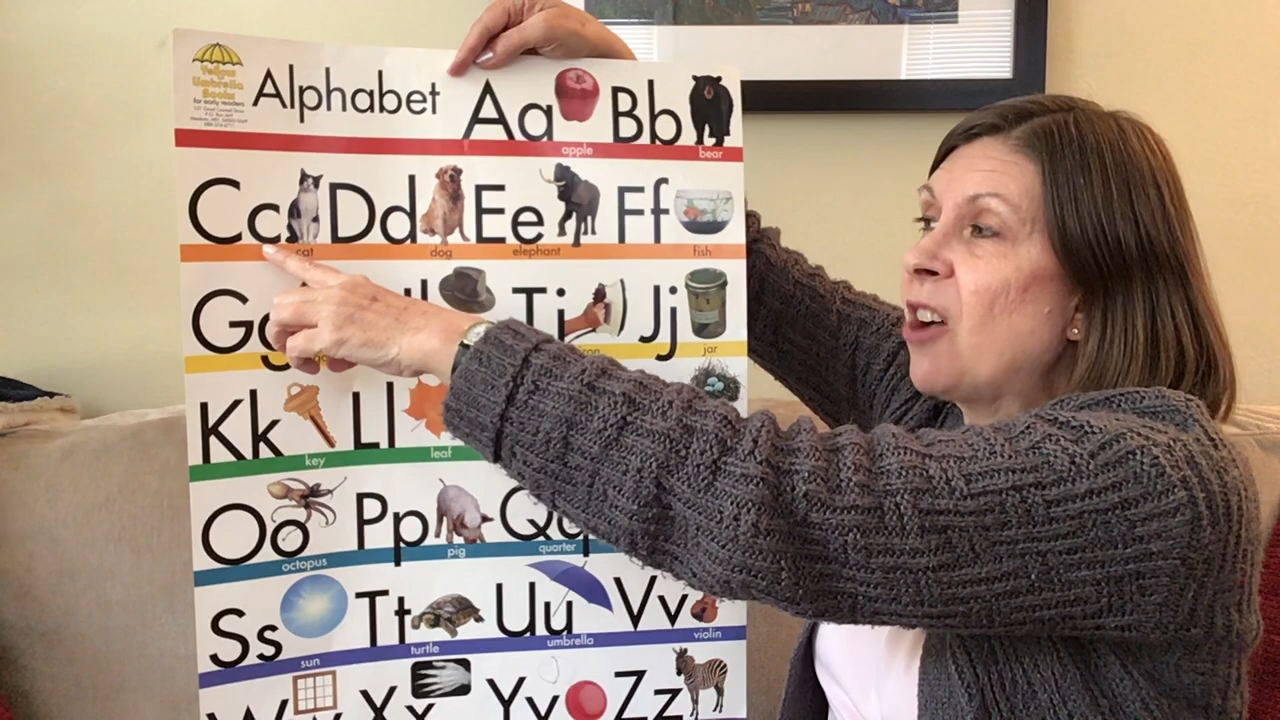 Yellow
Umbrella
Books
for early readers
Alphabet
Aa Bb
apple bear
Cc Dd Ee Ff
cat dog elephant fish
Gg Jj
iron jar
Kk Ll
key leaf
Oo Pp Qq
octopus pig quarter
Ss Tt Uu Vv
sun turtle umbrella violin
Ww Xx Yy Zz